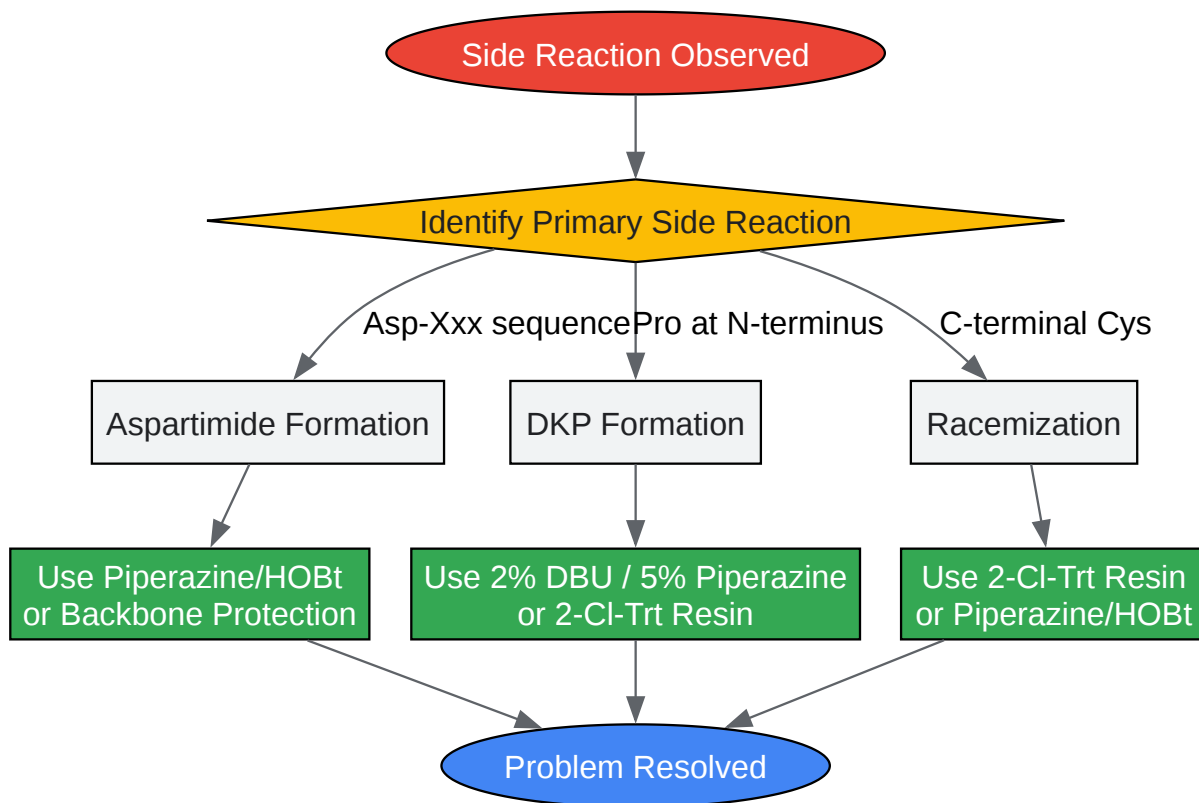 Side Reaction Observed
Identify Primary Side Reaction
Asp-Xxx sequence
Pro at N-terminus
C-terminal Cys
Aspartimide Formation
DKP Formation
Racemization
Use Piperazine/HOBt
or Backbone Protection
Use 2% DBU / 5% Piperazine
or 2-Cl-Trt Resin
Use 2-Cl-Trt Resin
or Piperazine/HOBt
Problem Resolved